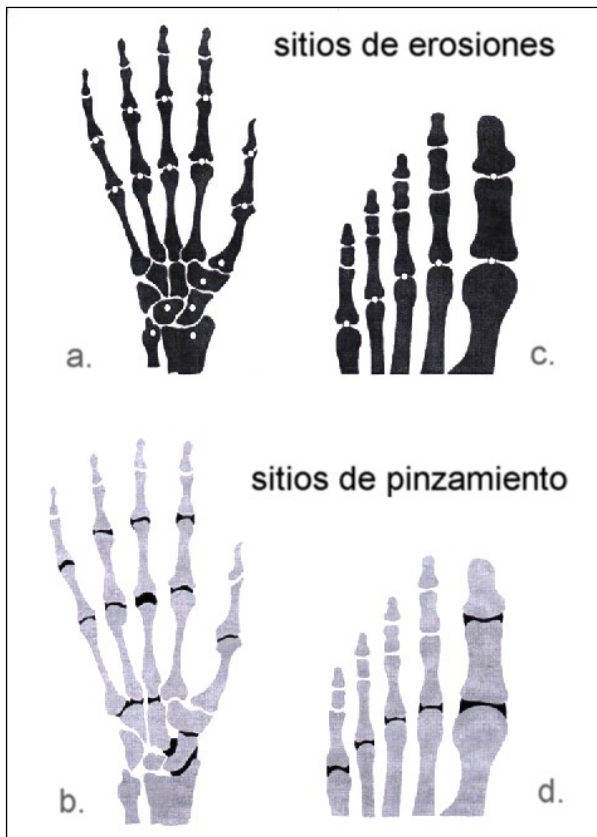 sitios de erosiones
a.
c.
sitios de pinzamiento
b.
d.